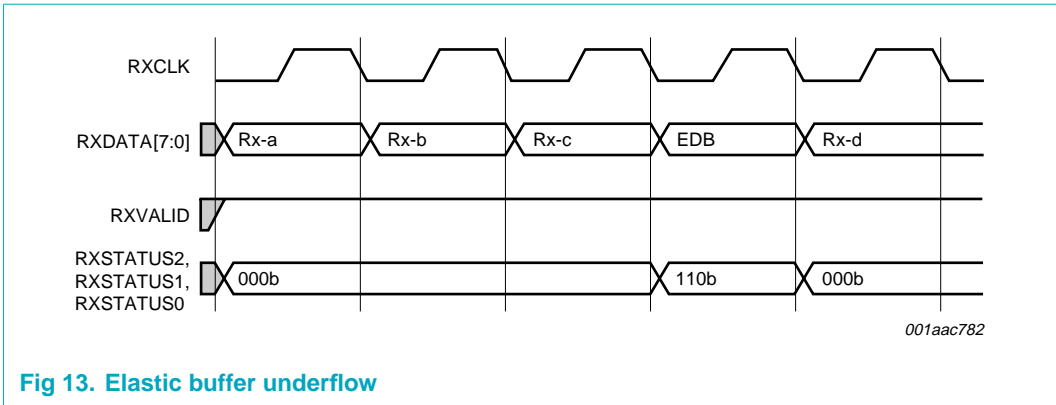 RXCLK
RXDATA[7:0] Rx-a Rx-b Rx-c EDB Rx-d
RXVALID
RXSTATUS2,
RXSTATUS1, 000b 110b 000b
RXSTATUS0
001aac782
Fig 13. Elastic buffer underflow